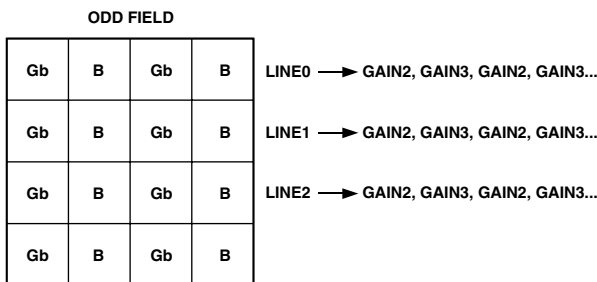 ODD FIELD
Gb B Gb B LINE0 GAIN2, GAIN3, GAIN2, GAIN3...
Gb B Gb B LINE1 GAIN2, GAIN3, GAIN2, GAIN3...
Gb B Gb B LINE2 GAIN2, GAIN3, GAIN2, GAIN3...
Gb B Gb B